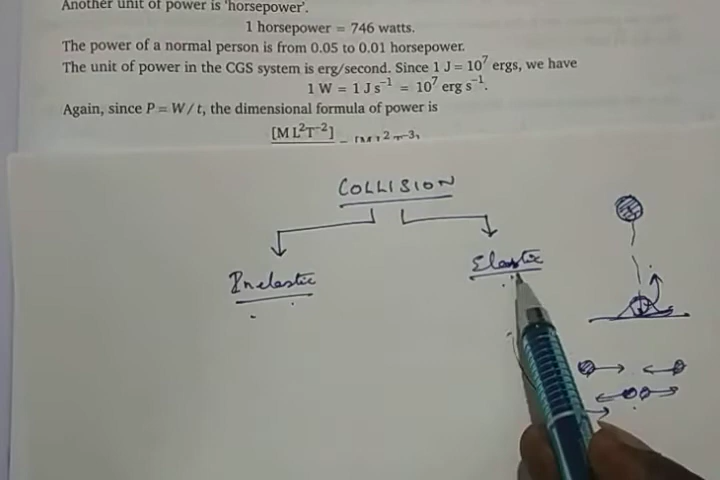 Another unit of power is 'horsepower'.
1 horsepower = 746 watts.
The power of a normal person is from 0.05 to 0.01 horsepower.
The unit of power in the CGS system is erg/second. Since 1 J = 10⁷ ergs, we have
1 W = 1 J s⁻¹ = 10⁷ erg s⁻¹.
Again, since P = W / t, the dimensional formula of power is
[M L²T⁻²]
COLLISION
Inelastic Elastic